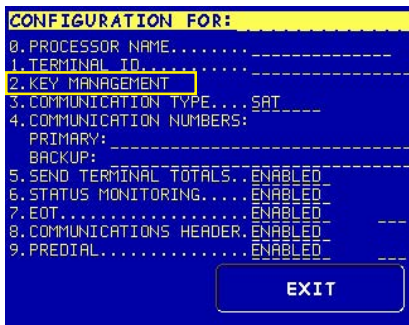 CONFIGURATION FOR:
0.PROCESSOR NAME........
1.TERMINAL ID...........
2.KEY MANAGEMENT
3.COMMUNICATION TYPE....SAT
4.COMMUNICATION NUMBERS:
PRIMARY:
BACKUP:
5.SEND TERMINAL TOTALS..ENABLED
6.STATUS MONITORING.....ENABLED
7.EOT...................ENABLED
8.COMMUNICATIONS HEADER.ENABLED
9.PREDIAL...............ENABLED
EXIT